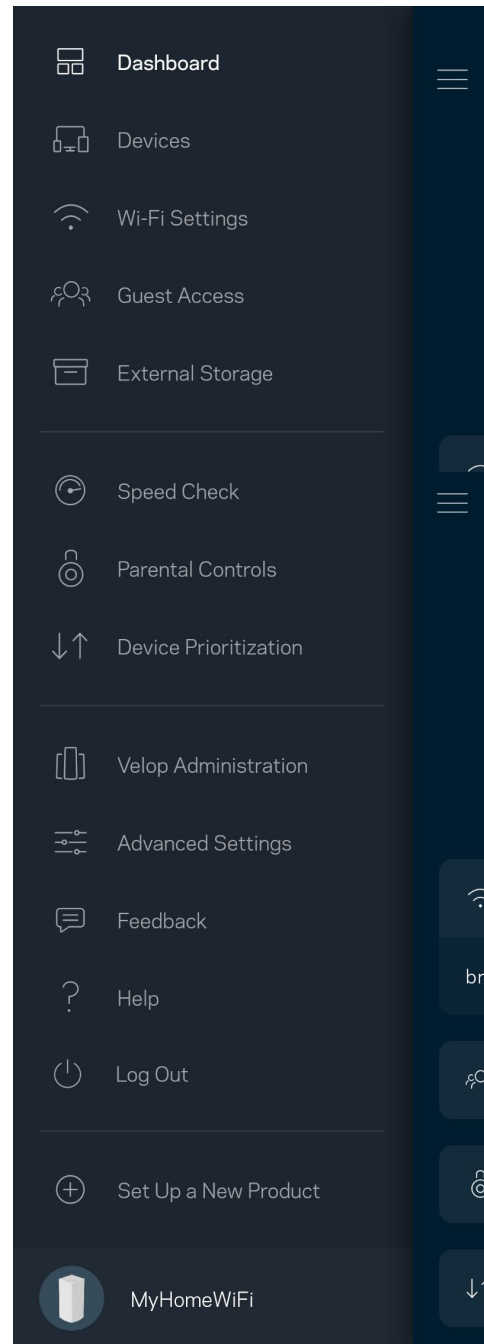 Dashboard
Devices
Wi-Fi Settings
Guest Access
External Storage
Speed Check
Parental Controls
Device Prioritization
Velop Administration
Advanced Settings
Feedback
Help
Log Out
Set Up a New Product
MyHomeWiFi
br